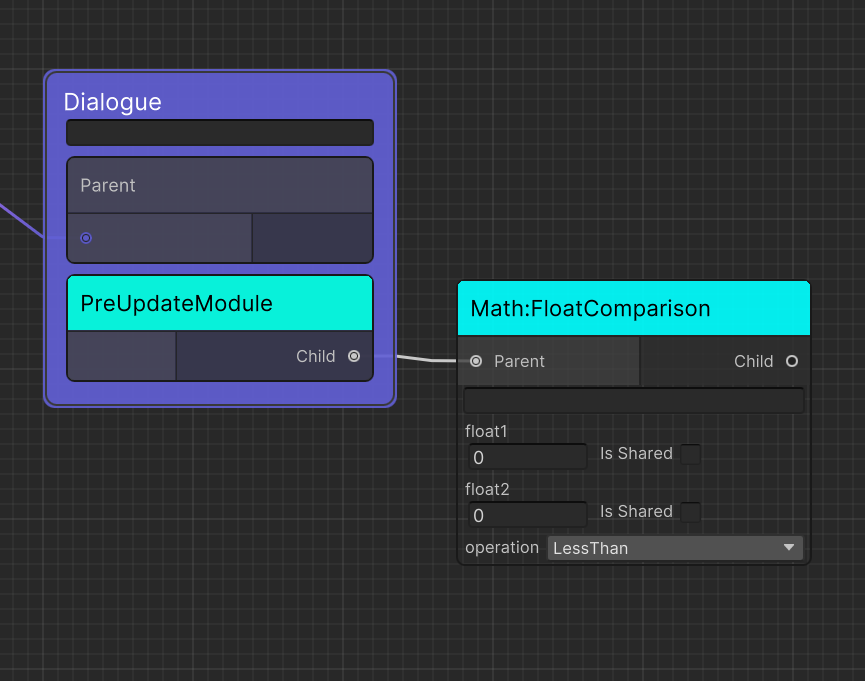 Dialogue
Parent
PreUpdateModule
Child
Math:FloatComparison
Parent Child
float1
0 Is Shared
float2
0 Is Shared
operation LessThan